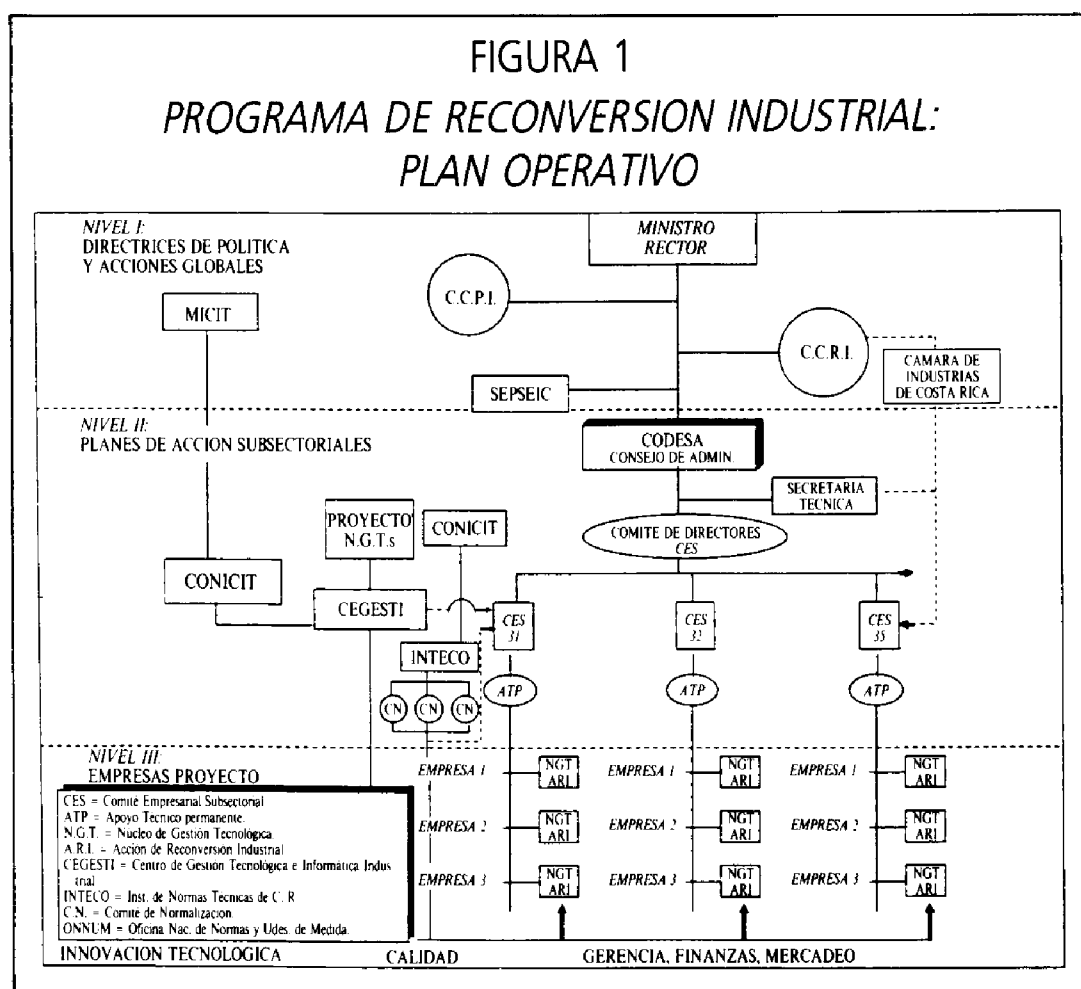 FIGURA 1
PROGRAMA DE RECONVERSION INDUSTRIAL:
PLAN OPERATIVO
NIVEL I:
DIRECTRICES DE POLITICA
Y ACCIONES GLOBALES
MINISTRO
RECTOR
C.C.P.I.
MICIT
C.C.R.I.
CAMARA DE
INDUSTRIAS
DE COSTA RICA
SEPSEIC
NIVEL II:
PLANES DE ACCION SUBSECTORIALES
CODESA
CONSEJO DE ADMIN.
SECRETARIA
TECNICA
PROYECTO
N.G.T.s
CONICIT
COMITE DE DIRECTORES
CES
CONICIT
CEGESTI
CES
31
CES
32
CES
35
INTECO
CN
CN
CN
ATP
ATP
ATP
NIVEL III:
EMPRESAS PROYECTO
EMPRESA 1
NGT
ARI
EMPRESA 1
NGT
ARI
EMPRESA 1
NGT
ARI
EMPRESA 2
NGT
ARI
EMPRESA 2
NGT
ARI
EMPRESA 2
NGT
ARI
EMPRESA 3
NGT
ARI
EMPRESA 3
NGT
ARI
EMPRESA 3
NGT
ARI
CES = Comité Empresarial Subsectorial
ATP = Apoyo Tecnico permanente.
N.G.T. = Núcleo de Gestión Tecnológica.
A.R.I. = Acción de Reconversión Industrial
CEGESTI = Centro de Gestión Tecnológica e Informática Indus
trial
INTECO = Inst. de Normas Tecnicas de C. R
C.N. = Comité de Normalizacion.
ONNUM = Oficina Nac. de Normas y Udes. de Medida.
INNOVACION TECNOLOGICA
CALIDAD
GERENCIA, FINANZAS, MERCADEO